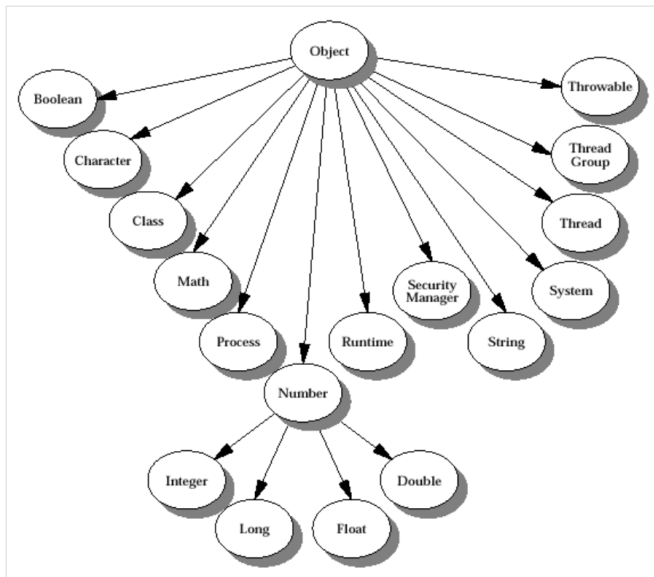 Object
Boolean
Throwable
Character
Thread
Group
Class
Thread
Math
Security
Manager
System
Process
Runtime
String
Number
Integer
Double
Long
Float